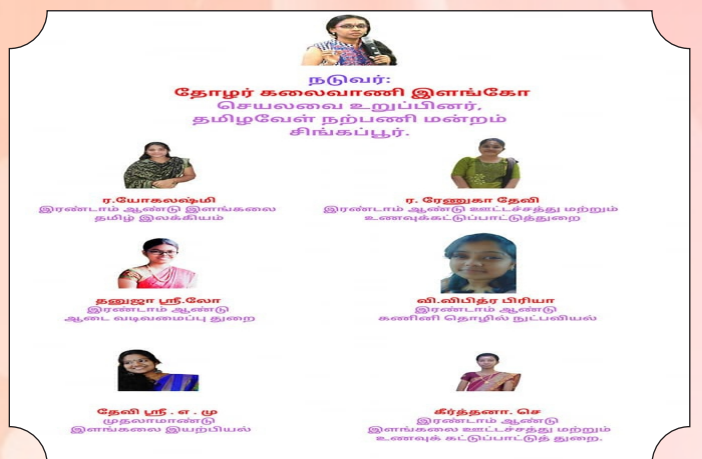 நடுவர்:
தோழர் கலைவாணி இளங்கோ
செயலவை உறுப்பினர்,
தமிழவேள் நற்பணி மன்றம்
சிங்கப்பூர்.
ர.யோகலஷ்மி
இரண்டாம் ஆண்டு இளங்கலை
தமிழ் இலக்கியம்
ர. ரேணுகா தேவி
இரண்டாம் ஆண்டு ஊட்டச்சத்து மற்றும்
உணவுக்கட்டுப்பாட்டுத்துறை
தனுஜா ஸ்ரீ.லோ
இரண்டாம் ஆண்டு
ஆடை வடிவமைப்பு துறை
வி.விபித்ர பிரியா
இரண்டாம் ஆண்டு
கணினி தொழில் நுட்பவியல்
தேவி ஸ்ரீ . எ . மு
முதலாமாண்டு
இளங்கலை இயற்பியல்
கீர்த்தனா. செ
இரண்டாம் ஆண்டு
இளங்கலை ஊட்டச்சத்து மற்றும்
உணவுக் கட்டுப்பாட்டுத் துறை.